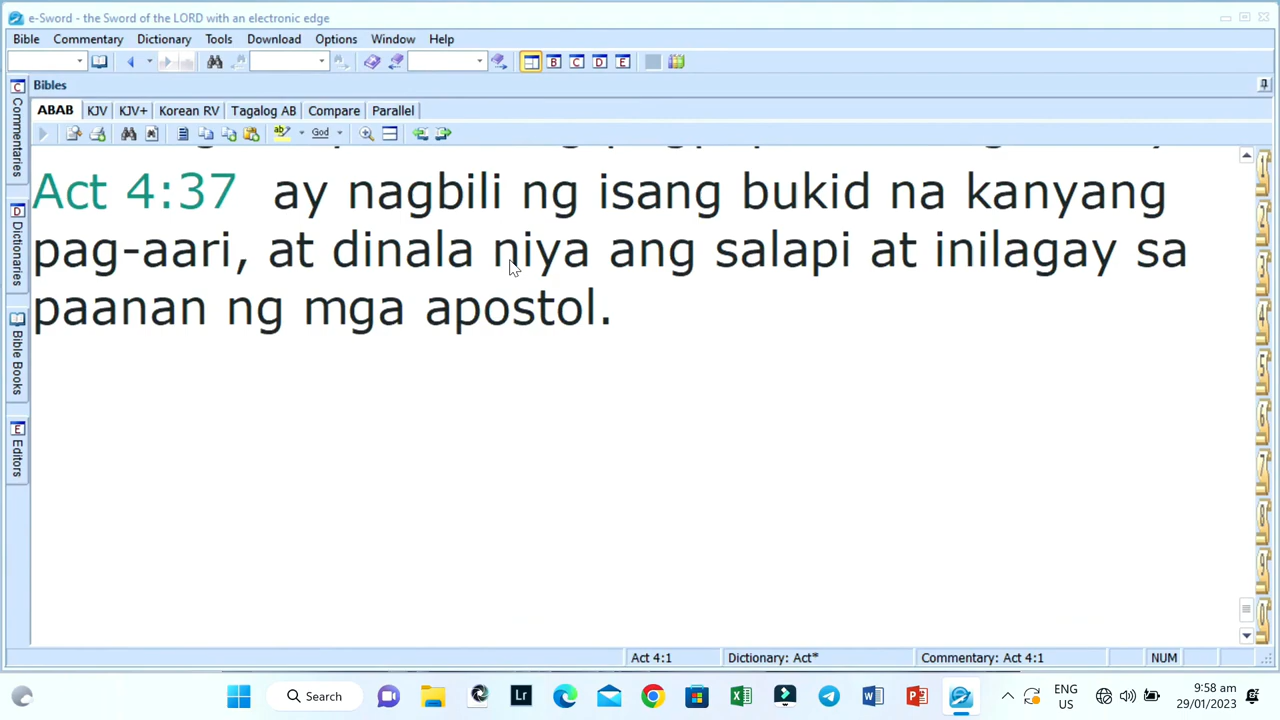 e-Sword - the Sword of the LORD with an electronic edge
Bible Commentary Dictionary Tools Download Options Window Help
Bibles
ABAB KJV KJV+ Korean RV Tagalog AB Compare Parallel
God
Act 4:37 ay nagbili ng isang bukid na kanyang
pag-aari, at dinala niya ang salapi at inilagay sa
paanan ng mga apostol.
Commentaries
Dictionaries
Bible Books
Editors
Act 4:1 Dictionary: Act* Commentary: Act 4:1 NUM
Search
ENG
US
9:58 am
29/01/2023